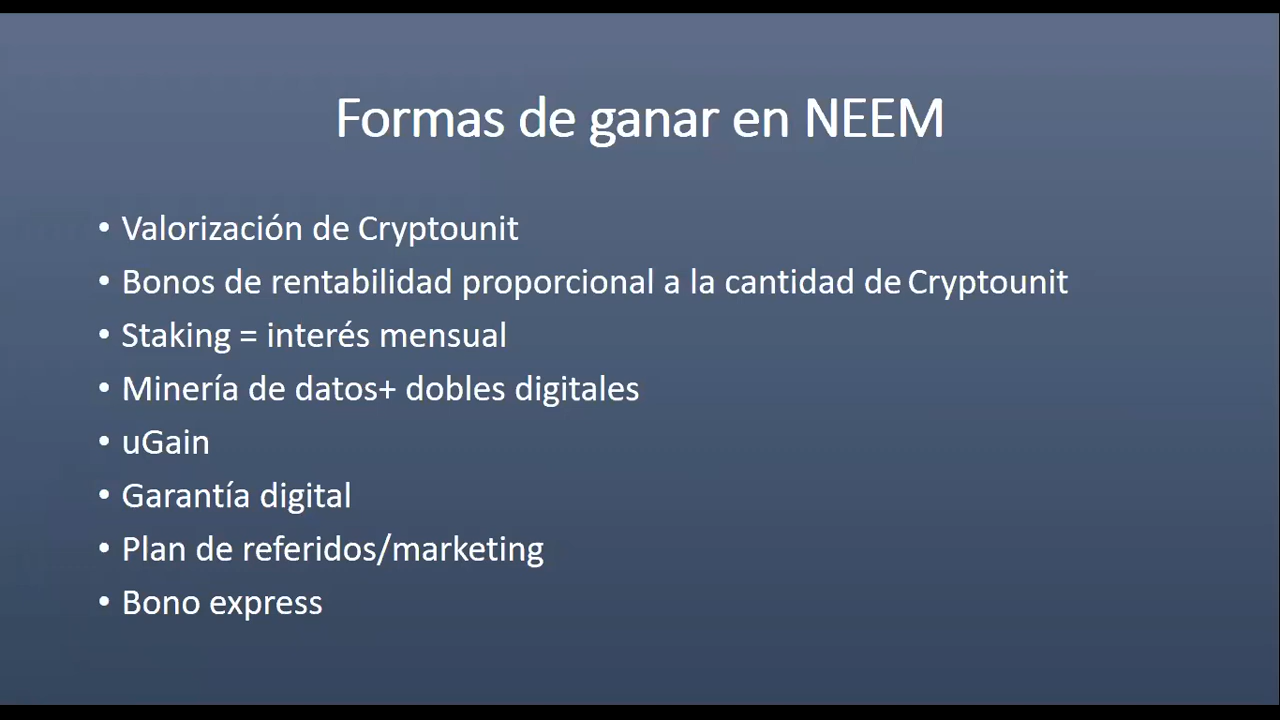 Formas de ganar en NEEM
• Valorización de Cryptounit
• Bonos de rentabilidad proporcional a la cantidad de Cryptounit
• Staking = interés mensual
• Minería de datos+ dobles digitales
• uGain
• Garantía digital
• Plan de referidos/marketing
• Bono express